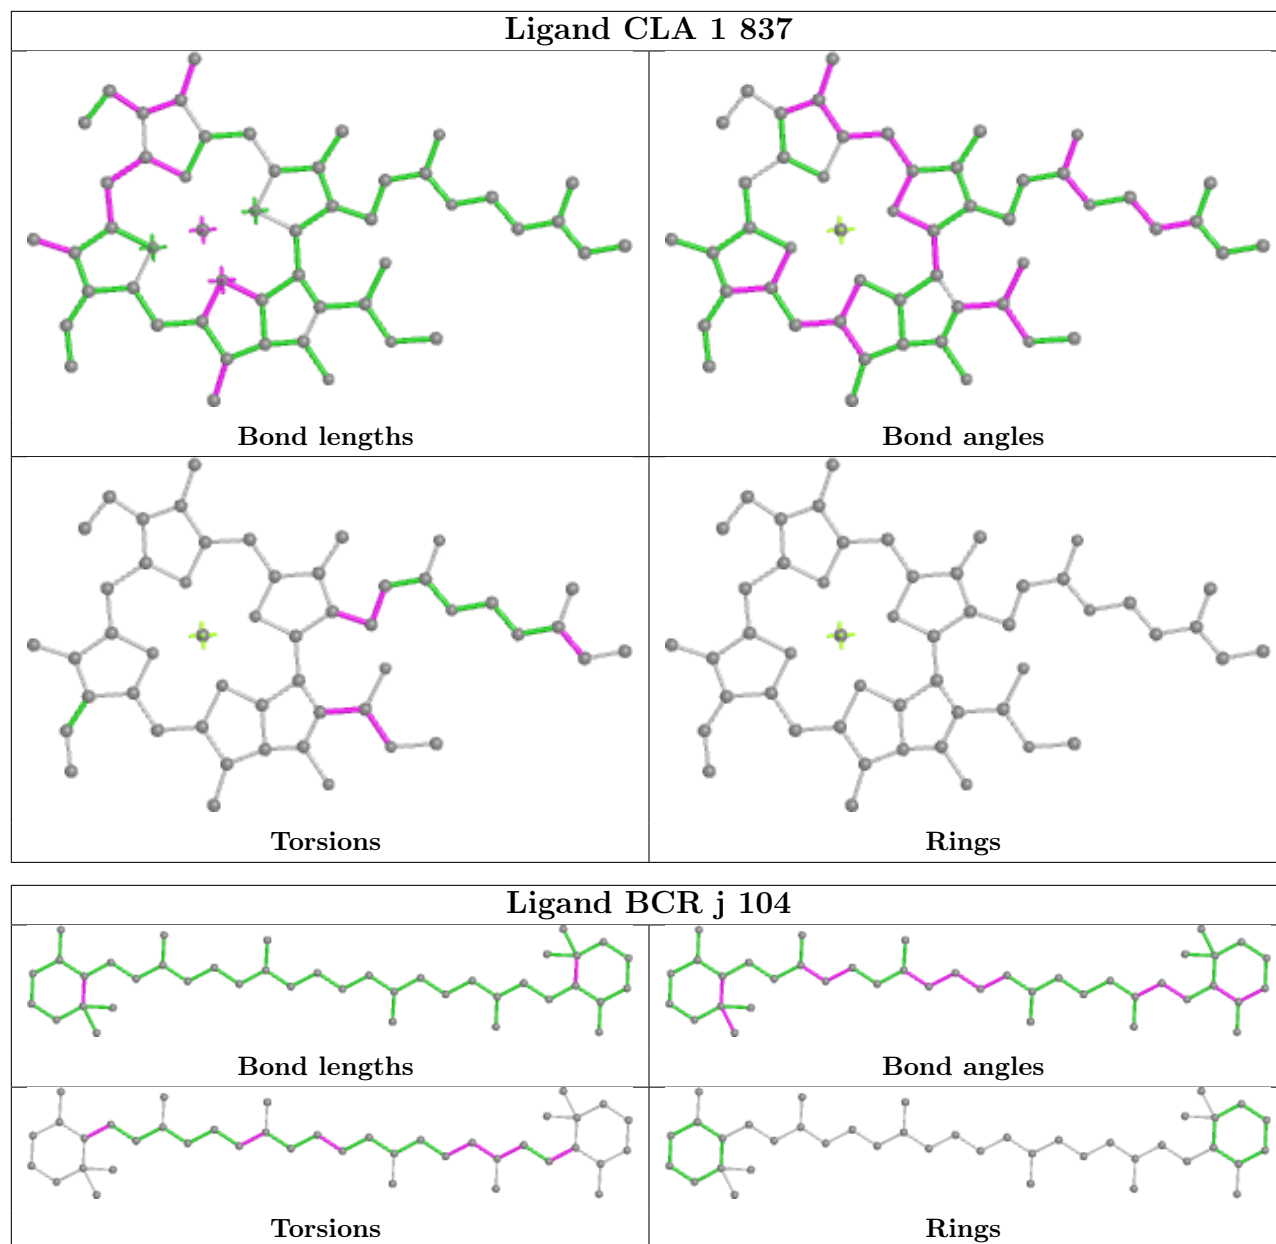 Ligand CLA 1 837
Bond lengths
Bond angles
Torsions
Rings
Ligand BCR j 104
Bond lengths
Bond angles
Torsions
Rings